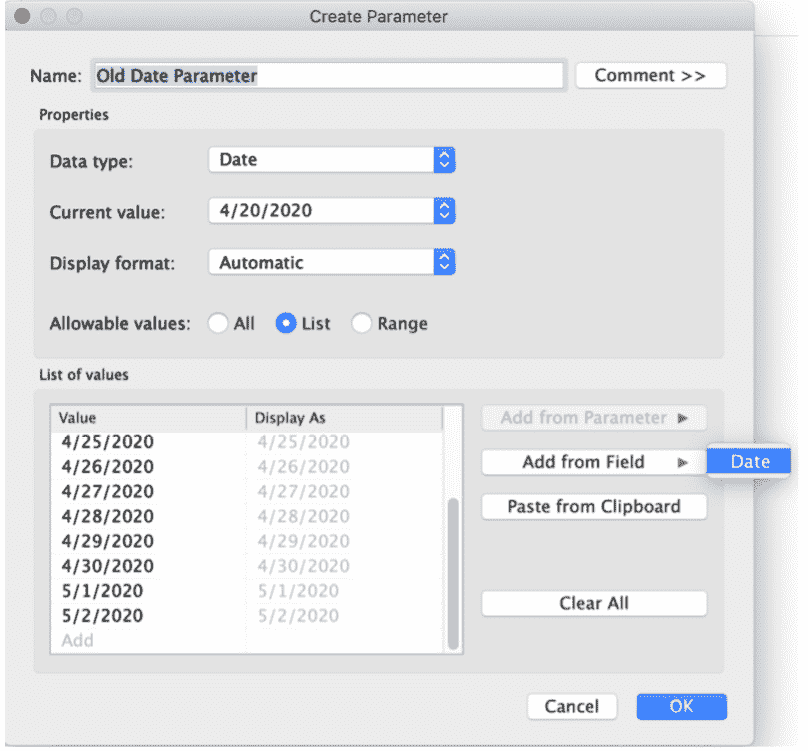 Create Parameter
Name: Old Date Parameter Comment >>
Properties
Data type: Date
Current value: 4/20/2020
Display format: Automatic
Allowable values: All List Range
List of values
Value Display As Add from Parameter ▶
4/25/2020 4/25/2020
4/26/2020 4/26/2020 Add from Field ▶ Date
4/27/2020 4/27/2020
4/28/2020 4/28/2020 Paste from Clipboard
4/29/2020 4/29/2020
4/30/2020 4/30/2020
5/1/2020 5/1/2020 Clear All
5/2/2020 5/2/2020
Add
Cancel OK